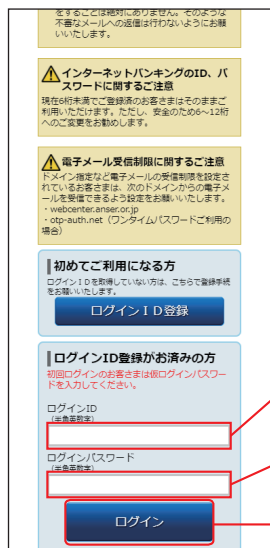 をすることは絶対にありません。そのような
不審なメールへの返信は行わないようにお願
いいたします。
インターネットバンキングのID、パ
スワードに関するご注意
現在6桁未満でご登録済のお客さまはそのままご
利用いただけます。ただし、安全のため6～12桁
へのご変更をお勧めします。
電子メール受信制限に関するご注意
ドメイン指定など電子メールの受信制限を設定さ
れているお客さまは、次のドメインからの電子メ
ールを受信できるよう設定をお願いいたします。
・webcenter.anser.or.jp
・otp-auth.net（ワンタイムパスワードご利用の
場合）
初めてご利用になる方
ログインＩＤを取得していない方は、こちらで登録手続
をお願いいたします。
ログインＩＤ登録
ログインID登録がお済みの方
初回ログインのお客さまは仮ログインパスワー
ドを入力してください。
ログインID
（半角英数字）
ログインパスワード
（半角英数字）
ログイン